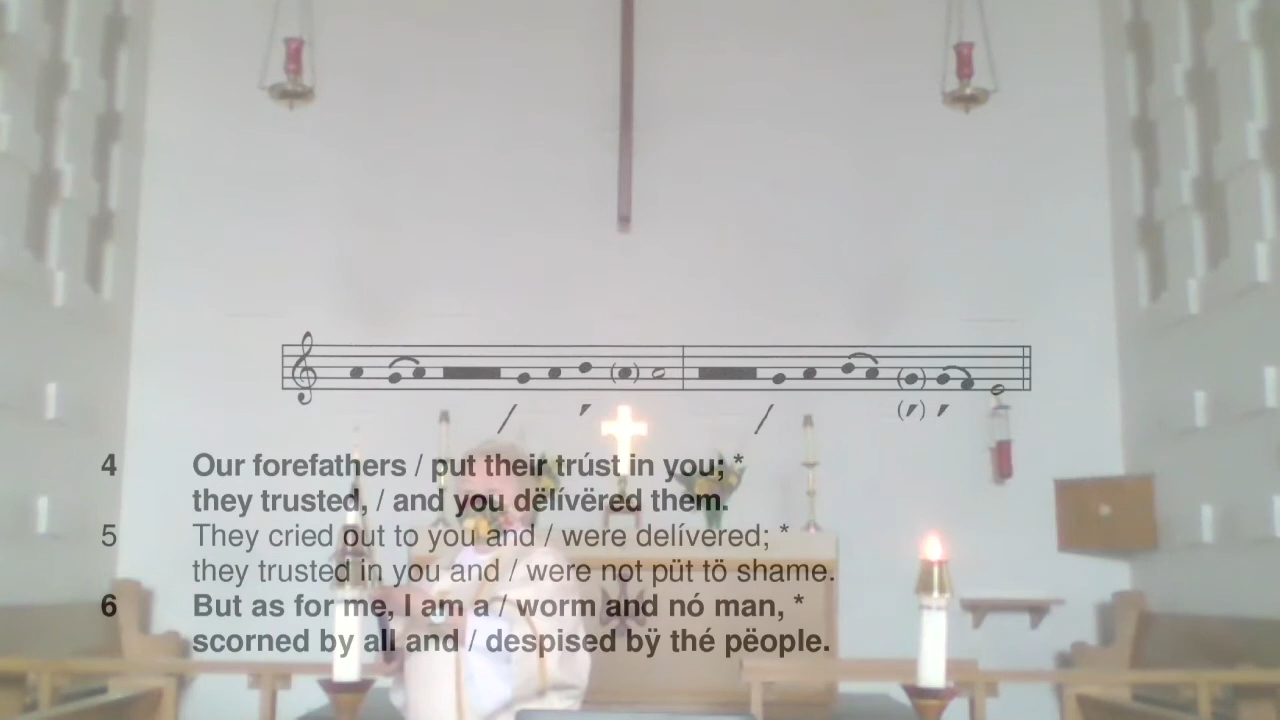 4 Our forefathers / put their trúst in you; *
they trusted, / and you dëlívëred them.
5 They cried out to you and / were delívered; *
they trusted in you and / were not püt tö shame.
6 But as for me, I am a / worm and nó man, *
scorned by all and / despised bÿ thé pëople.